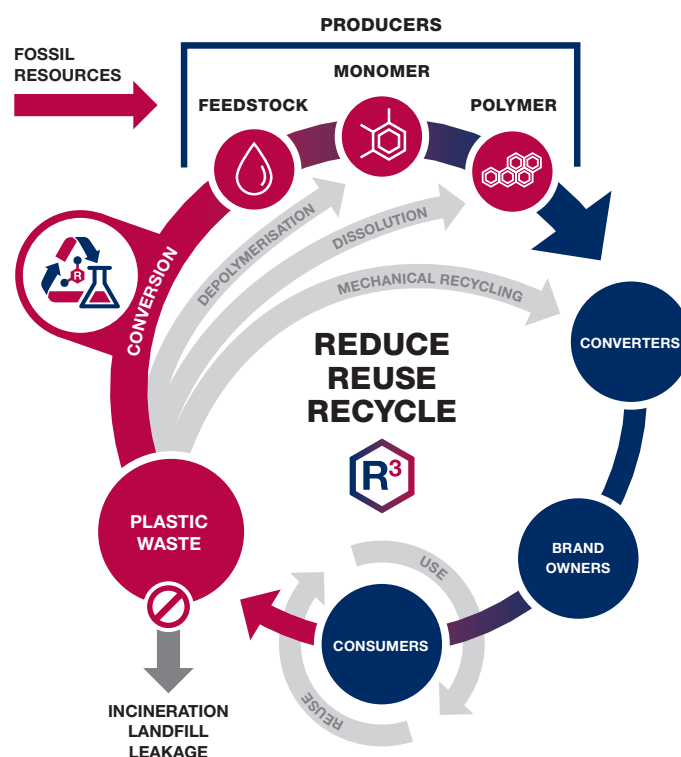 PRODUCERS
FOSSIL
RESOURCES
MONOMER
FEEDSTOCK
POLYMER
DEPOLYMERISATION
DISSOLUTION
MECHANICAL RECYCLING
CONVERSION
R
REDUCE
REUSE
RECYCLE
R³
CONVERTERS
PLASTIC
WASTE
BRAND
OWNERS
USE
CONSUMERS
REUSE
INCINERATION
LANDFILL
LEAKAGE